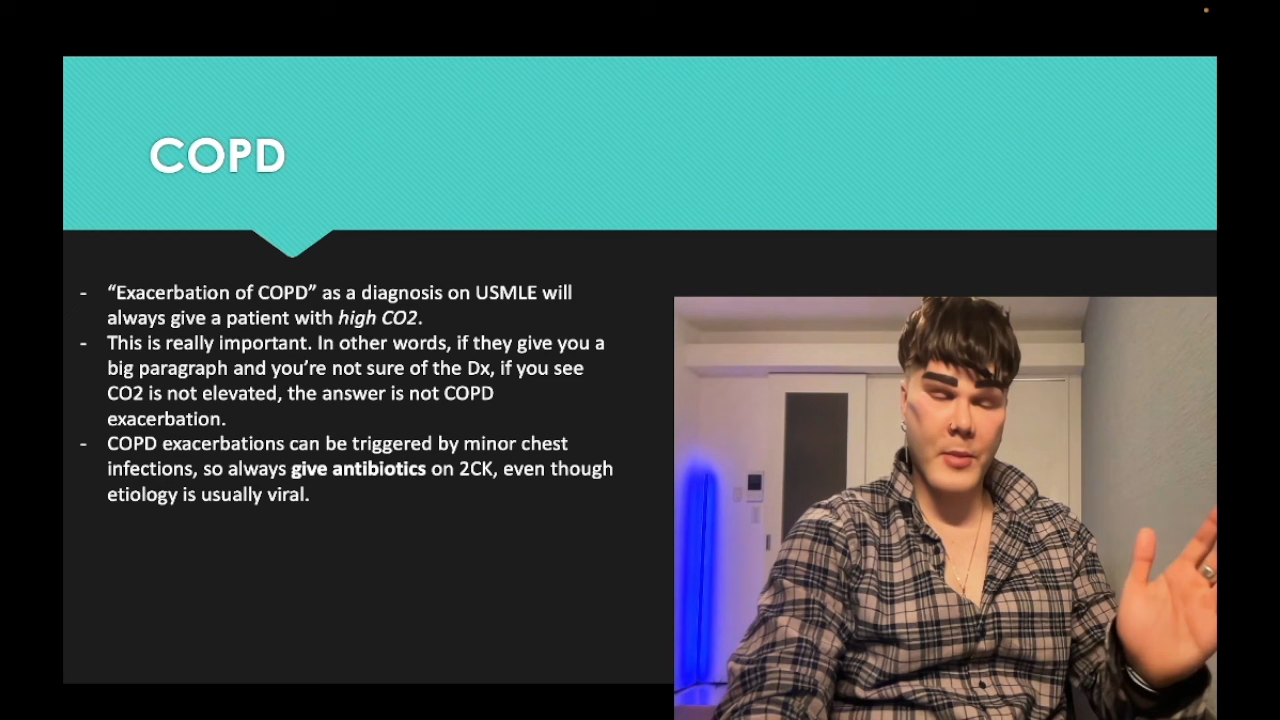 COPD
- “Exacerbation of COPD” as a diagnosis on USMLE will
always give a patient with high CO2.
- This is really important. In other words, if they give you a
big paragraph and you’re not sure of the Dx, if you see
CO2 is not elevated, the answer is not COPD
exacerbation.
- COPD exacerbations can be triggered by minor chest
infections, so always give antibiotics on 2CK, even though
etiology is usually viral.